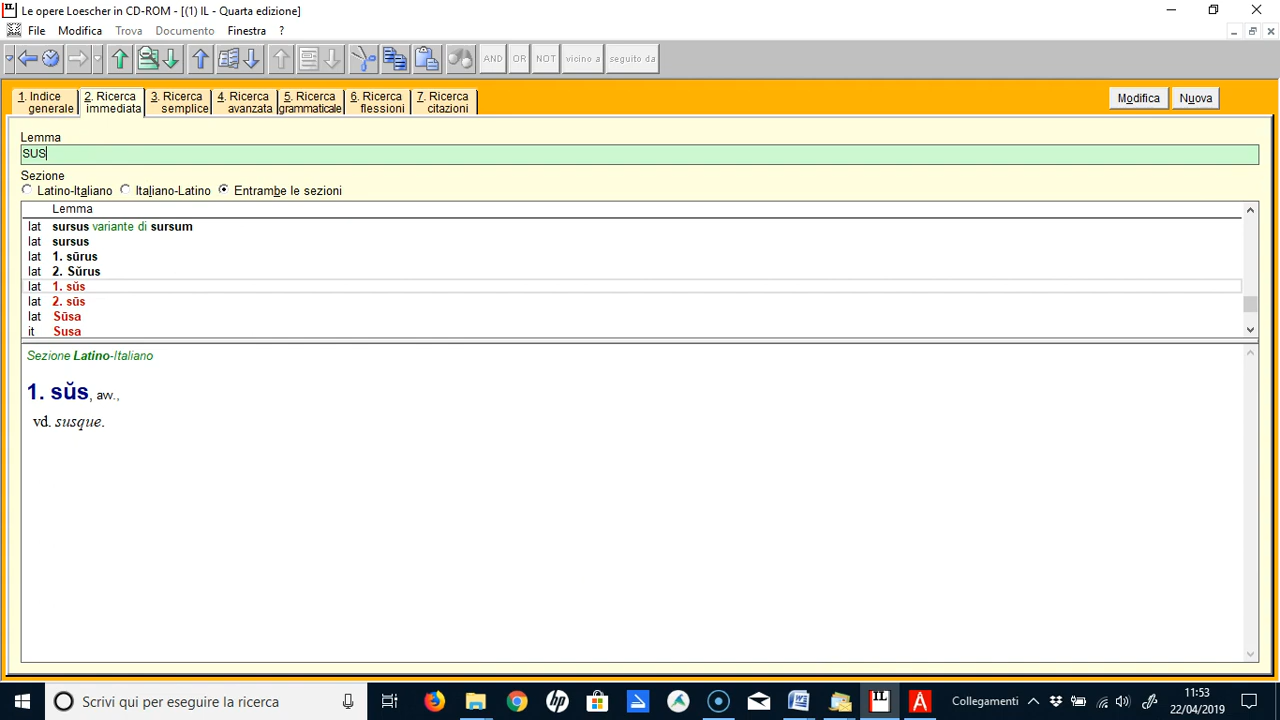 Le opere Loescher in CD-ROM - [(1) IL - Quarta edizione]
File Modifica Trova Documento Finestra ?
AND OR NOT vicino a seguito da
1. Indice generale
2. Ricerca immediata
3. Ricerca semplice
4. Ricerca avanzata
5. Ricerca grammaticale
6. Ricerca flessioni
7. Ricerca citazioni
Modifica Nuova
Lemma
SUS
Sezione
Latino-Italiano Italiano-Latino Entrambe le sezioni
Lemma
lat sursus variante di sursum
lat sursus
lat 1. sūrus
lat 2. Sūrus
lat 1. sŭs
lat 2. sūs
lat Sūsa
it Susa
Sezione Latino-Italiano
1. sŭs, avv.,
vd. susque.
Scrivi qui per eseguire la ricerca
Collegamenti
11:53
22/04/2019